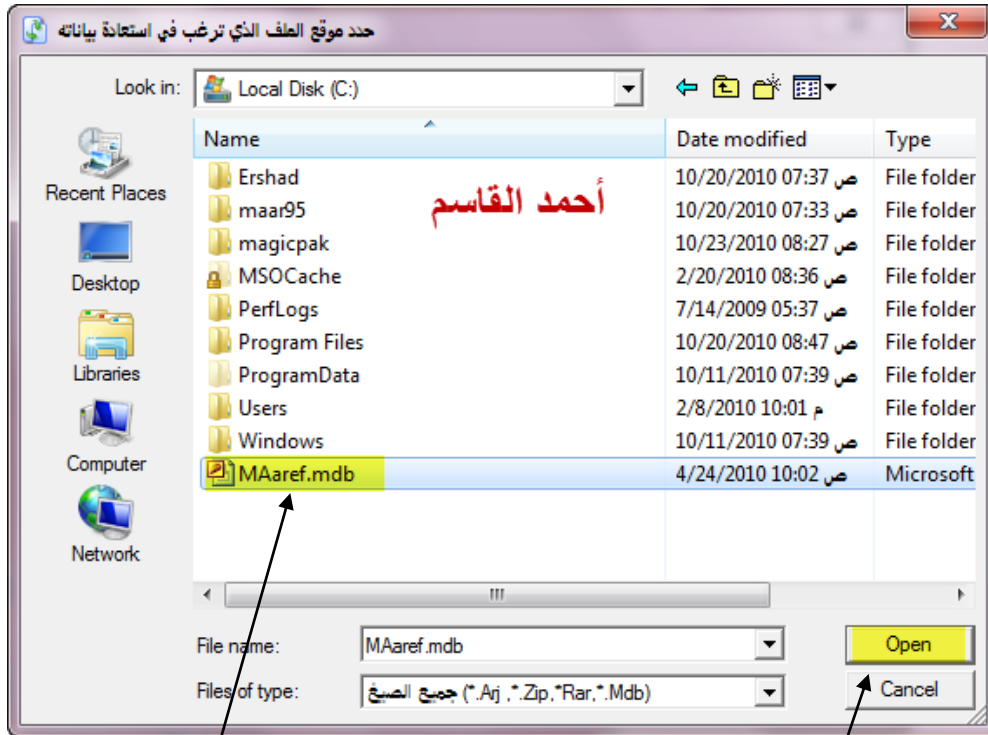 حدد موقع الملف الذي ترغب في استعادة بياناته
Look in: Local Disk (C:)
Name Date modified Type
Ershad 10/20/2010 07:37 ص File folder
maar95 10/20/2010 07:33 ص File folder
magicpak 10/23/2010 08:27 ص File folder
MSOCache 2/20/2010 08:36 ص File folder
PerfLogs 7/14/2009 05:37 ص File folder
Program Files 10/20/2010 08:47 ص File folder
ProgramData 10/11/2010 07:39 ص File folder
Users 2/8/2010 10:01 م File folder
Windows 10/11/2010 07:39 ص File folder
MAaref.mdb 4/24/2010 10:02 ص Microsoft
أحمد القاسم
Recent Places
Desktop
Libraries
Computer
Network
File name: MAaref.mdb Open
Files of type: جميع الصيغ (*.Arj ,*.Zip,*Rar,*.Mdb) Cancel